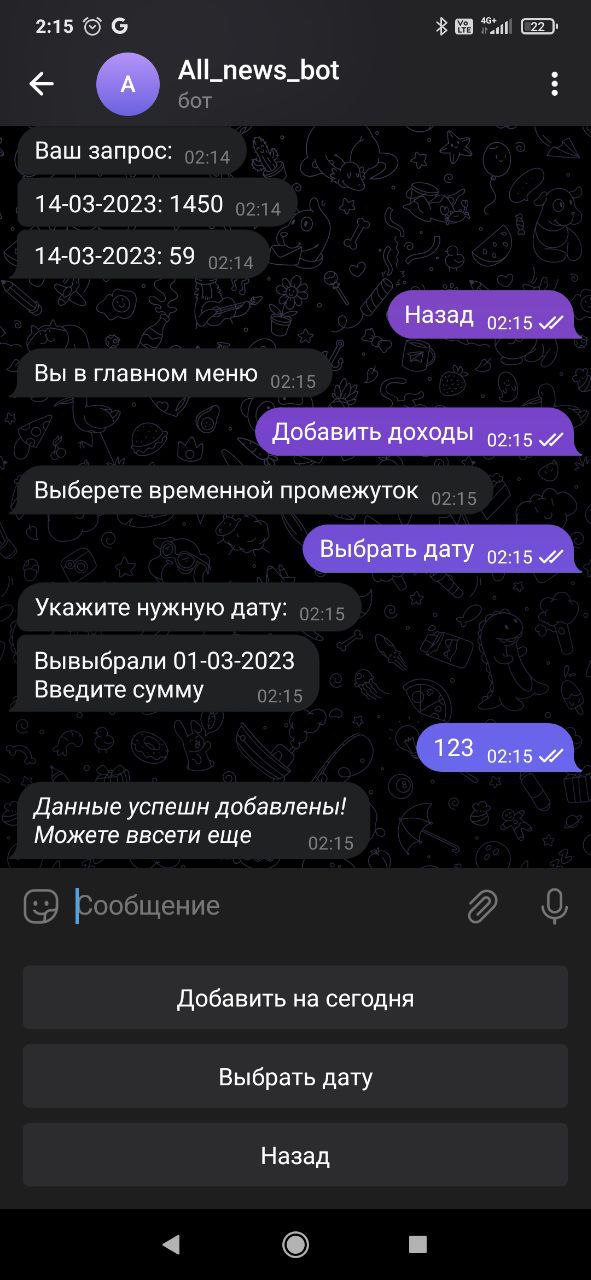 2:15 G Vo LTE 4G+ 22
A
All_news_bot
бот
Ваш запрос: 02:14
14-03-2023: 1450 02:14
14-03-2023: 59 02:14
Назад 02:15
Вы в главном меню 02:15
Добавить доходы 02:15
Выберете временной промежуток 02:15
Выбрать дату 02:15
Укажите нужную дату: 02:15
Вывыбрали 01-03-2023
Введите сумму 02:15
123 02:15
Данные успешн добавлены!
Можете ввсети еще 02:15
Сообщение
Добавить на сегодня
Выбрать дату
Назад